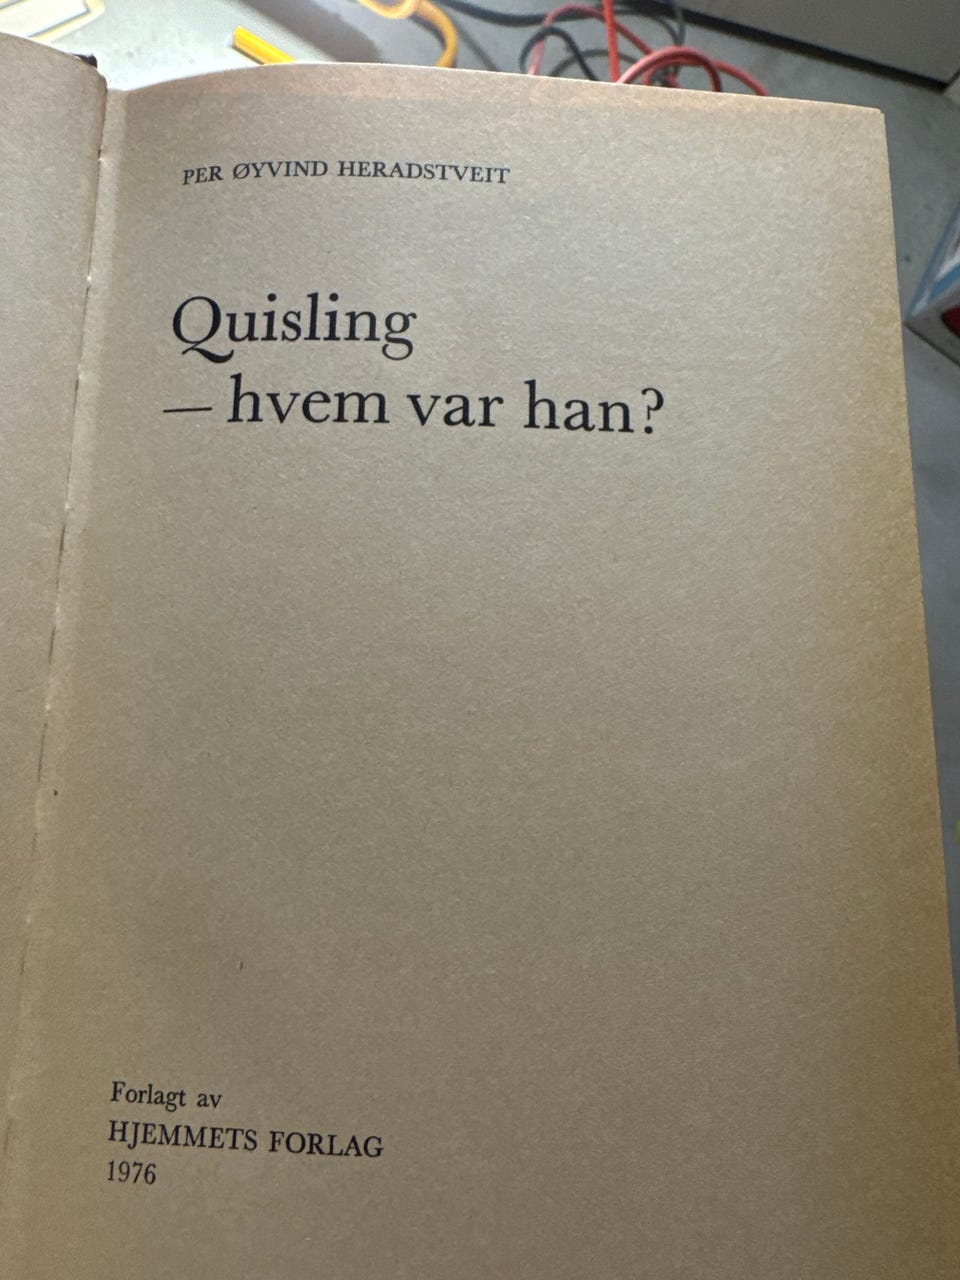 PER ØYVIND HERADSTVEIT
Quisling
— hvem var han?
Forlagt av
HJEMMETS FORLAG
1976